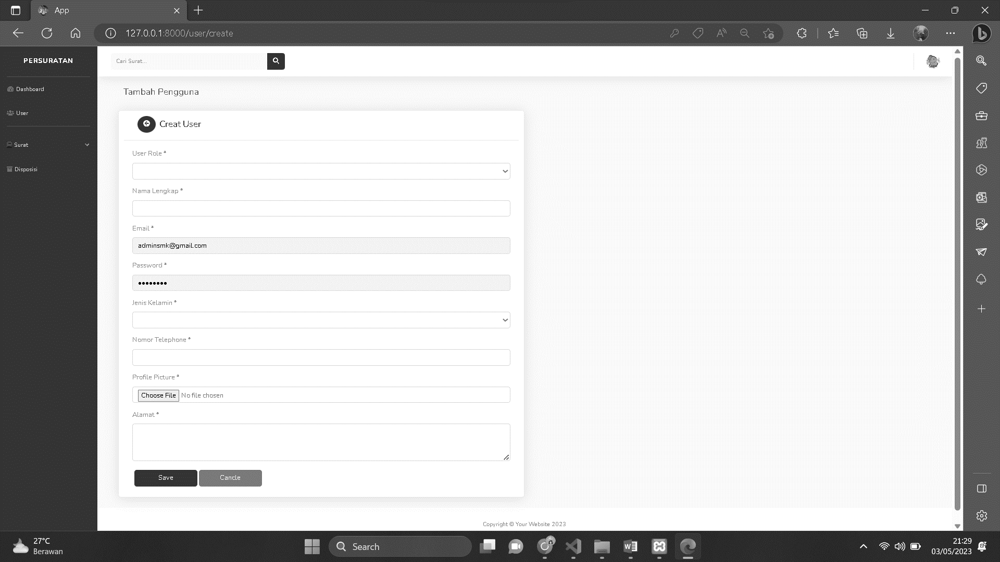 App
127.0.0.1:8000/user/create
PERSURATAN
Dashboard
User
Surat
Disposisi
Cari Surat...
Tambah Pengguna
Creat User
User Role *
Nama Lengkap *
Email *
adminsmk@gmail.com
Password *
••••••••
Jenis Kelamin *
Nomor Telephone *
Profile Picture *
Choose File No file chosen
Alamat *
Save Cancle
Copyright © Your Website 2023
27°C
Berawan
Search
21:29
03/05/2023